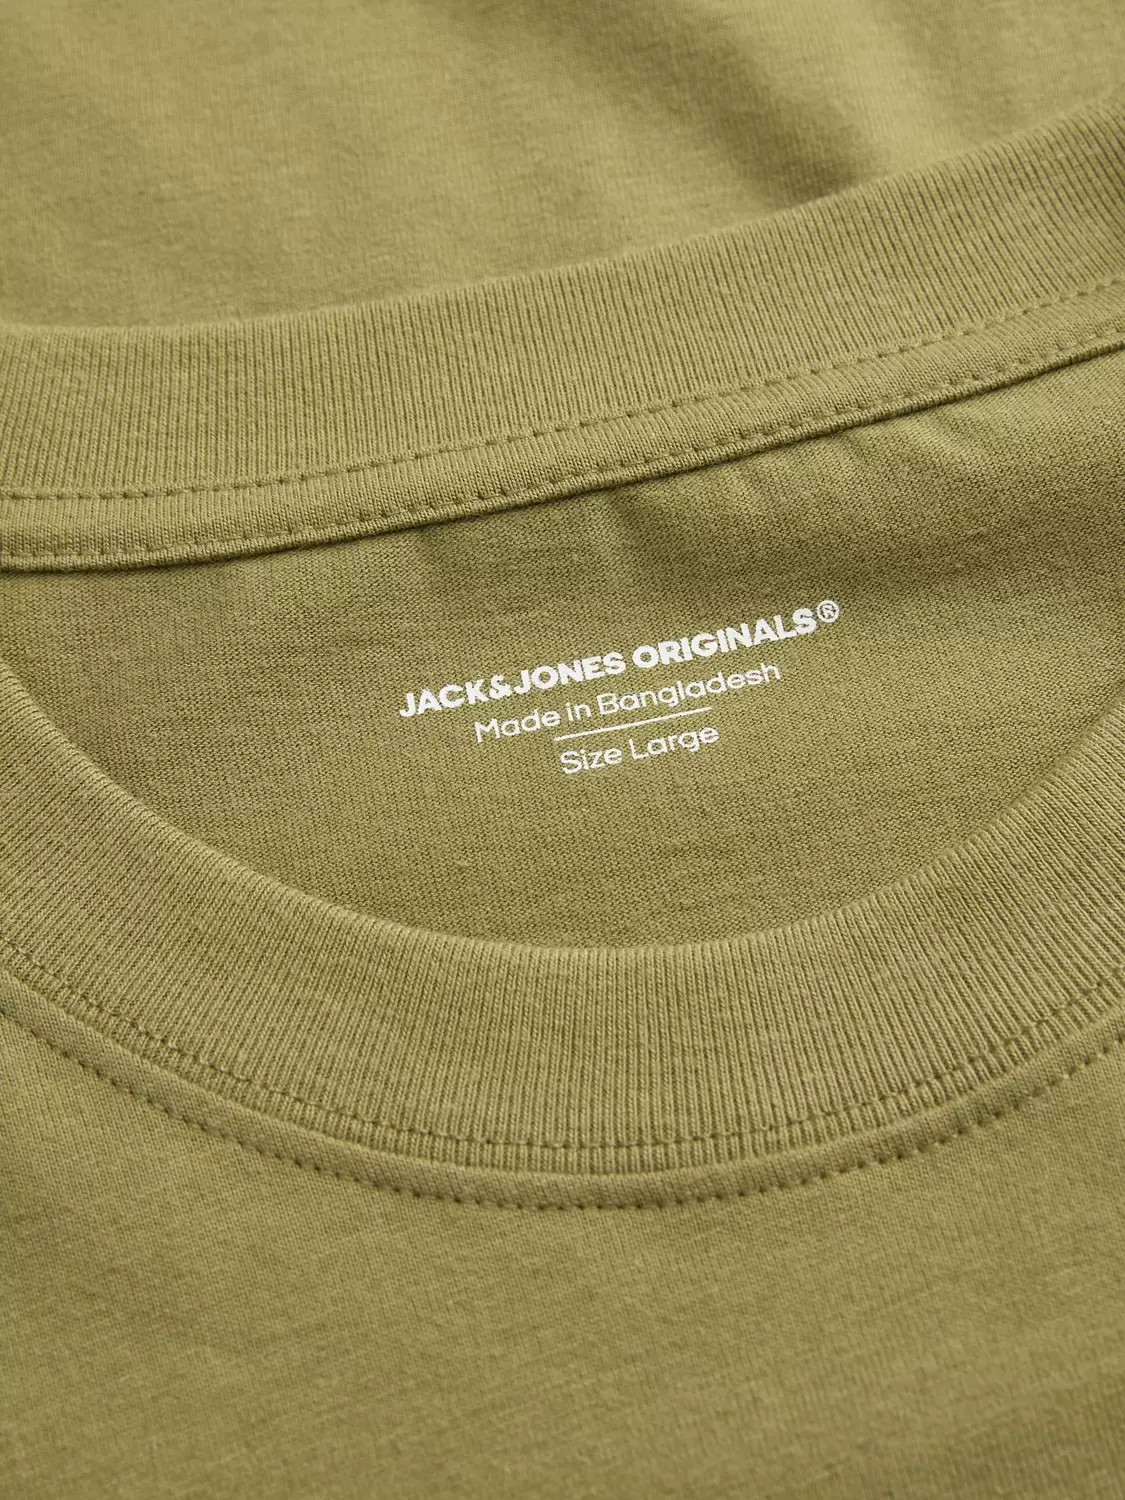 JACK&JONES ORIGINALS®
Made in Bangladesh
Size Large